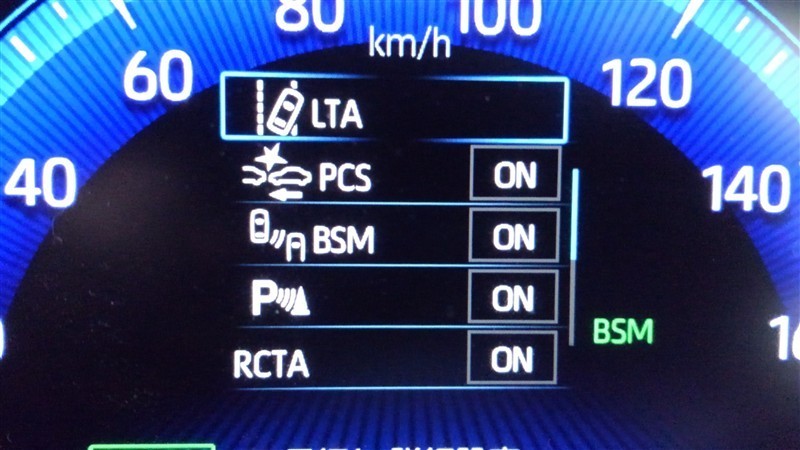 80
100
km/h
60
120
LTA
40
PCS ON
140
BSM ON
P ON
BSM
RCTA ON